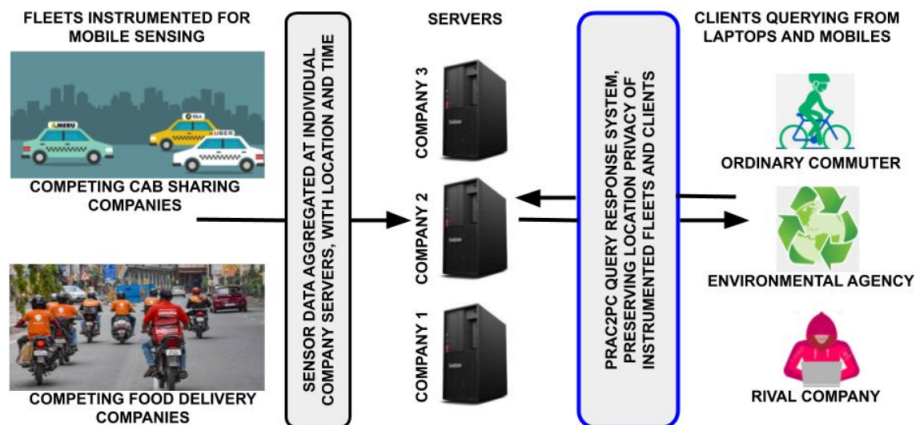 FLEETS INSTRUMENTED FOR
MOBILE SENSING
MERU
OLA
UBER
COMPETING CAB SHARING
COMPANIES
COMPETING FOOD DELIVERY
COMPANIES
SENSOR DATA AGGREGATED AT INDIVIDUAL
COMPANY SERVERS, WITH LOCATION AND TIME
SERVERS
COMPANY 3
COMPANY 2
COMPANY 1
PRAC2PC QUERY RESPONSE SYSTEM,
PRESERVING LOCATION PRIVACY OF
INSTRUMENTED FLEETS AND CLIENTS
CLIENTS QUERYING FROM
LAPTOPS AND MOBILES
ORDINARY COMMUTER
ENVIRONMENTAL AGENCY
RIVAL COMPANY